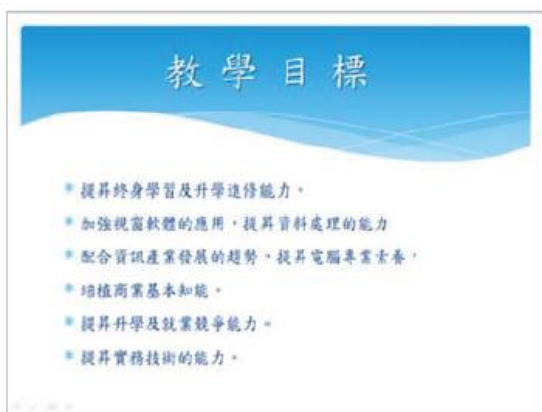 教學目標
提昇終身學習及升學進修能力。
加強視窗軟體的應用，提昇資料處理的能力
配合資訊產業發展的趨勢，提昇電腦專業素養，
培植商業基本知能。
提昇升學及就業競爭能力。
提昇實務技術的能力。